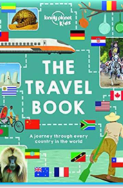 lonely planet
Kids
THE
TRAVEL
BOOK
A journey through every
country in the world